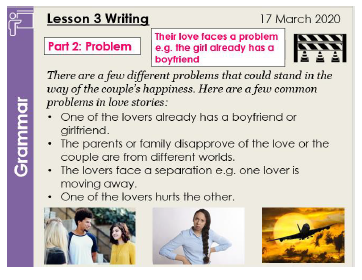 Lesson 3 Writing
17 March 2020
Part 2: Problem
Their love faces a problem
e.g. the girl already has a
boyfriend
There are a few different problems that could stand in the
way of the couple's happiness. Here are a few common
problems in love stories:
• One of the lovers already has a boyfriend or
girlfriend.
• The parents or family disapprove of the love or the
couple are from different worlds.
• The lovers face a separation e.g. one lover is
moving away.
• One of the lovers hurts the other.
Grammar